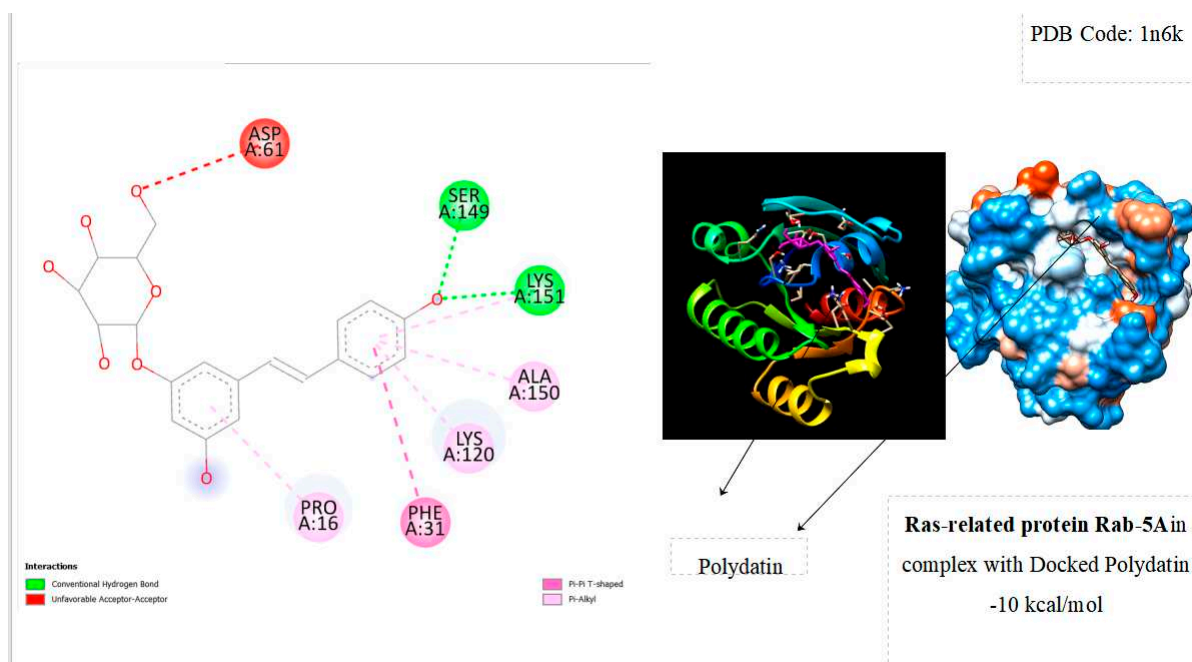 PDB Code: 1n6k
ASP
A:61
SER
A:149
LYS
A:151
ALA
A:150
LYS
A:120
PHE
A:31
PRO
A:16
O
O
O
O
O
O
O
O
Interactions
Conventional Hydrogen Bond
Unfavorable Acceptor-Acceptor
Pi-Pi T-shaped
Pi-Alkyl
Polydatin
Ras-related protein Rab-5A in
complex with Docked Polydatin
-10 kcal/mol